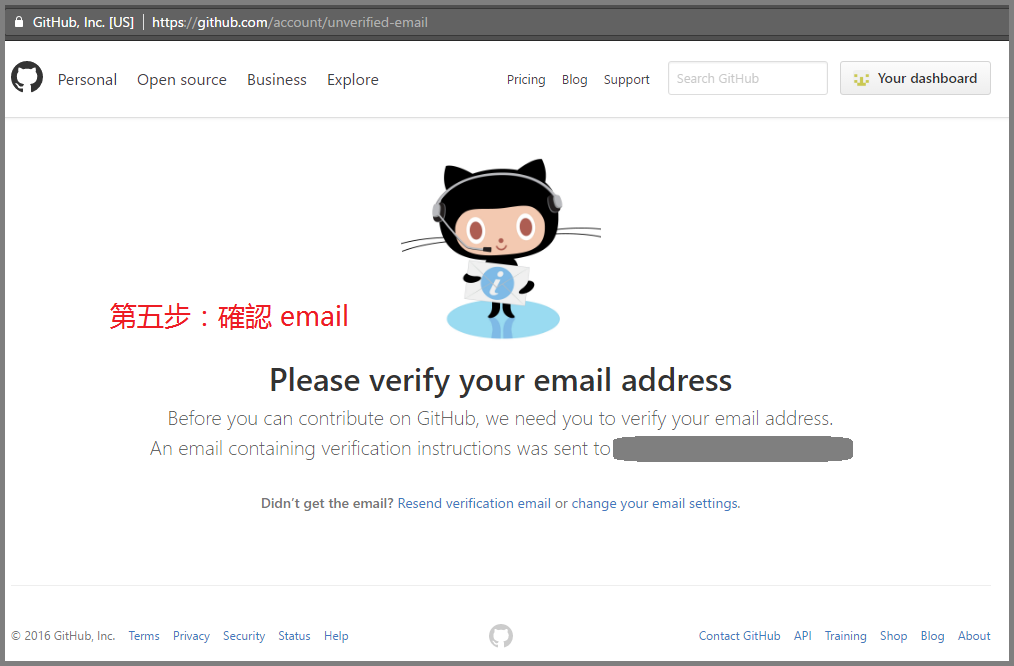 GitHub, Inc. [US] https://github.com/account/unverified-email
Personal Open source Business Explore Pricing Blog Support Search GitHub Your dashboard
第五步：確認 email
Please verify your email address
Before you can contribute on GitHub, we need you to verify your email address.
An email containing verification instructions was sent to
Didn’t get the email? Resend verification email or change your email settings.
© 2016 GitHub, Inc. Terms Privacy Security Status Help Contact GitHub API Training Shop Blog About